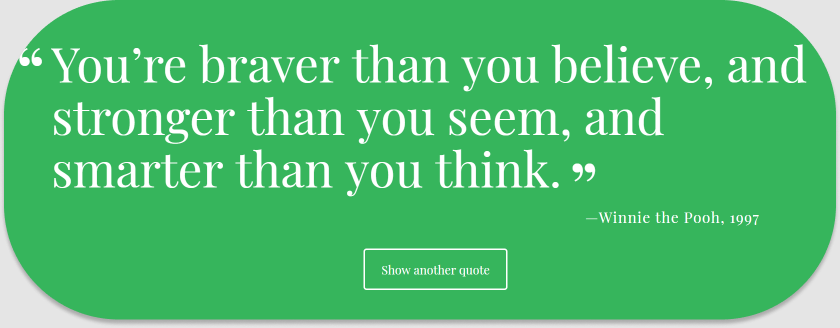 “ You’re braver than you believe, and
stronger than you seem, and
smarter than you think. ”
—Winnie the Pooh, 1997
Show another quote